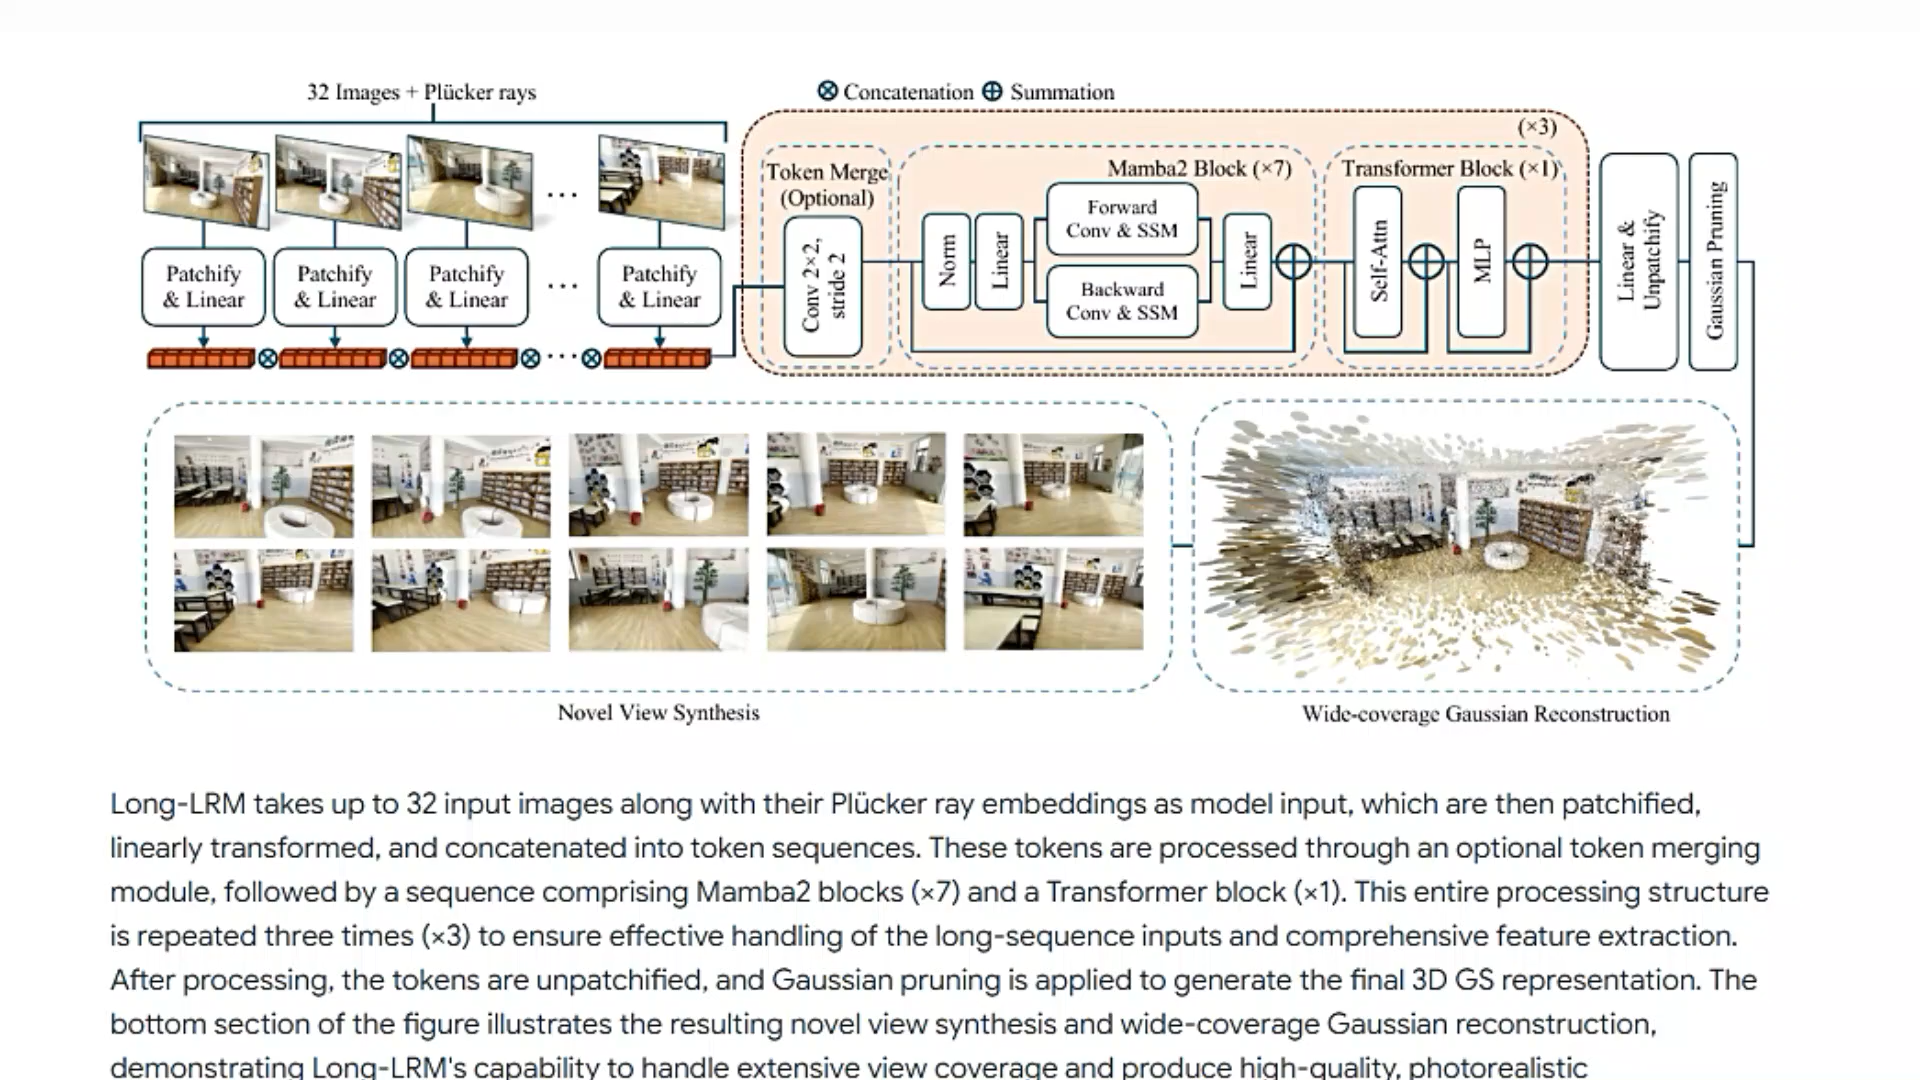 32 Images + Plücker rays
⊗ Concatenation ⊕ Summation
(×3)
Token Merge
(Optional)
Mamba2 Block (×7)
Transformer Block (×1)
Patchify
& Linear
Patchify
& Linear
Patchify
& Linear
...
Patchify
& Linear
Conv 2×2,
stride 2
Norm
Linear
Forward
Conv & SSM
Backward
Conv & SSM
Linear
Self-Attn
MLP
Linear &
Unpatchify
Gaussian Pruning
Novel View Synthesis
Wide-coverage Gaussian Reconstruction
Long-LRM takes up to 32 input images along with their Plücker ray embeddings as model input, which are then patchified,
linearly transformed, and concatenated into token sequences. These tokens are processed through an optional token merging
module, followed by a sequence comprising Mamba2 blocks (×7) and a Transformer block (×1). This entire processing structure
is repeated three times (×3) to ensure effective handling of the long-sequence inputs and comprehensive feature extraction.
After processing, the tokens are unpatchified, and Gaussian pruning is applied to generate the final 3D GS representation. The
bottom section of the figure illustrates the resulting novel view synthesis and wide-coverage Gaussian reconstruction,
demonstrating Long-LRM's capability to handle extensive view coverage and produce high-quality, photorealistic